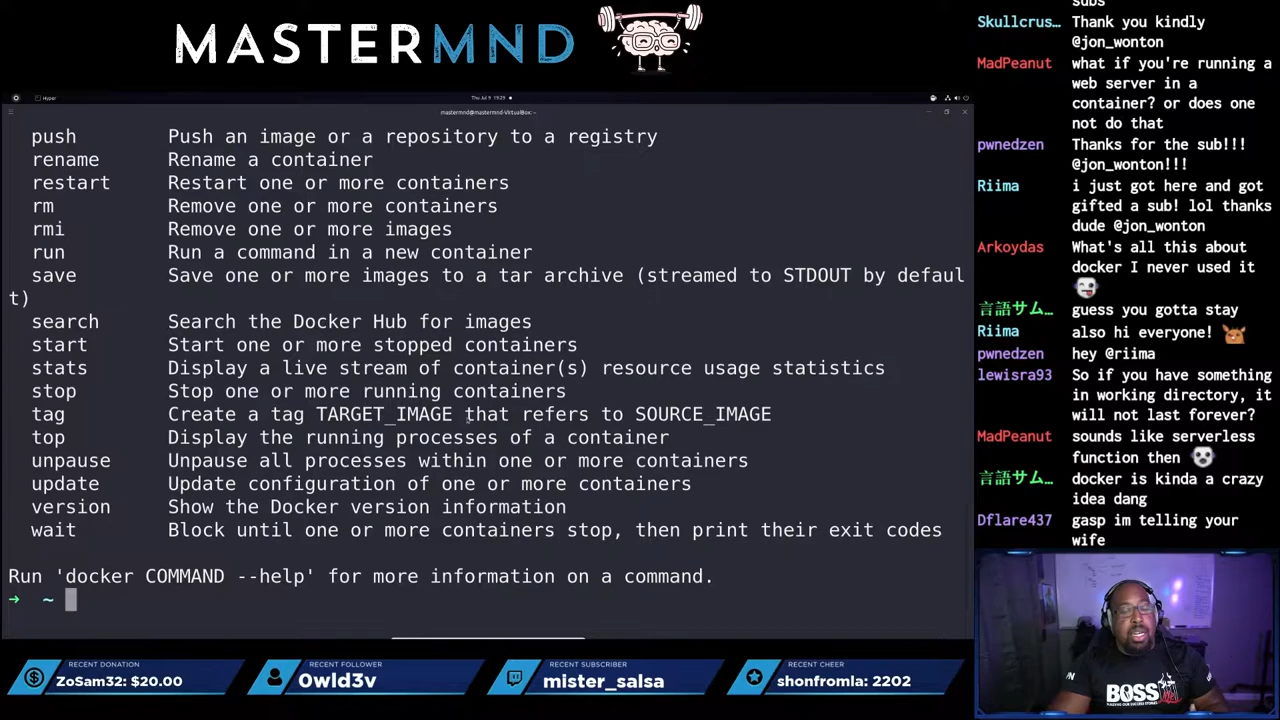 MASTERMND
Hyper
Thu Jul 9 19:29
mastermnd@mastermnd-VirtualBox:~
push Push an image or a repository to a registry
rename Rename a container
restart Restart one or more containers
rm Remove one or more containers
rmi Remove one or more images
run Run a command in a new container
save Save one or more images to a tar archive (streamed to STDOUT by defaul
t)
search Search the Docker Hub for images
start Start one or more stopped containers
stats Display a live stream of container(s) resource usage statistics
stop Stop one or more running containers
tag Create a tag TARGET_IMAGE that refers to SOURCE_IMAGE
top Display the running processes of a container
unpause Unpause all processes within one or more containers
update Update configuration of one or more containers
version Show the Docker version information
wait Block until one or more containers stop, then print their exit codes
Run 'docker COMMAND --help' for more information on a command.
→ ~
subs
Skullcrus… Thank you kindly
@jon_wonton
MadPeanut what if you're running a
web server in a
container? or does one
not do that
pwnedzen Thanks for the sub!!!
@jon_wonton!!!
Riima i just got here and got
gifted a sub! lol thanks
dude @jon_wonton
Arkoydas What's all this about
docker I never used it
言語サム… guess you gotta stay
Riima also hi everyone!
pwnedzen hey @riima
lewisra93 So if you have something
in working directory, it
will not last forever?
MadPeanut sounds like serverless
function then
言語サム… docker is kinda a crazy
idea dang
Dflare437 gasp im telling your
wife
BOSS
RECENT DONATION
ZoSam32: $20.00
RECENT FOLLOWER
0wld3v
RECENT SUBSCRIBER
mister_salsa
RECENT CHEER
shonfromla: 2202